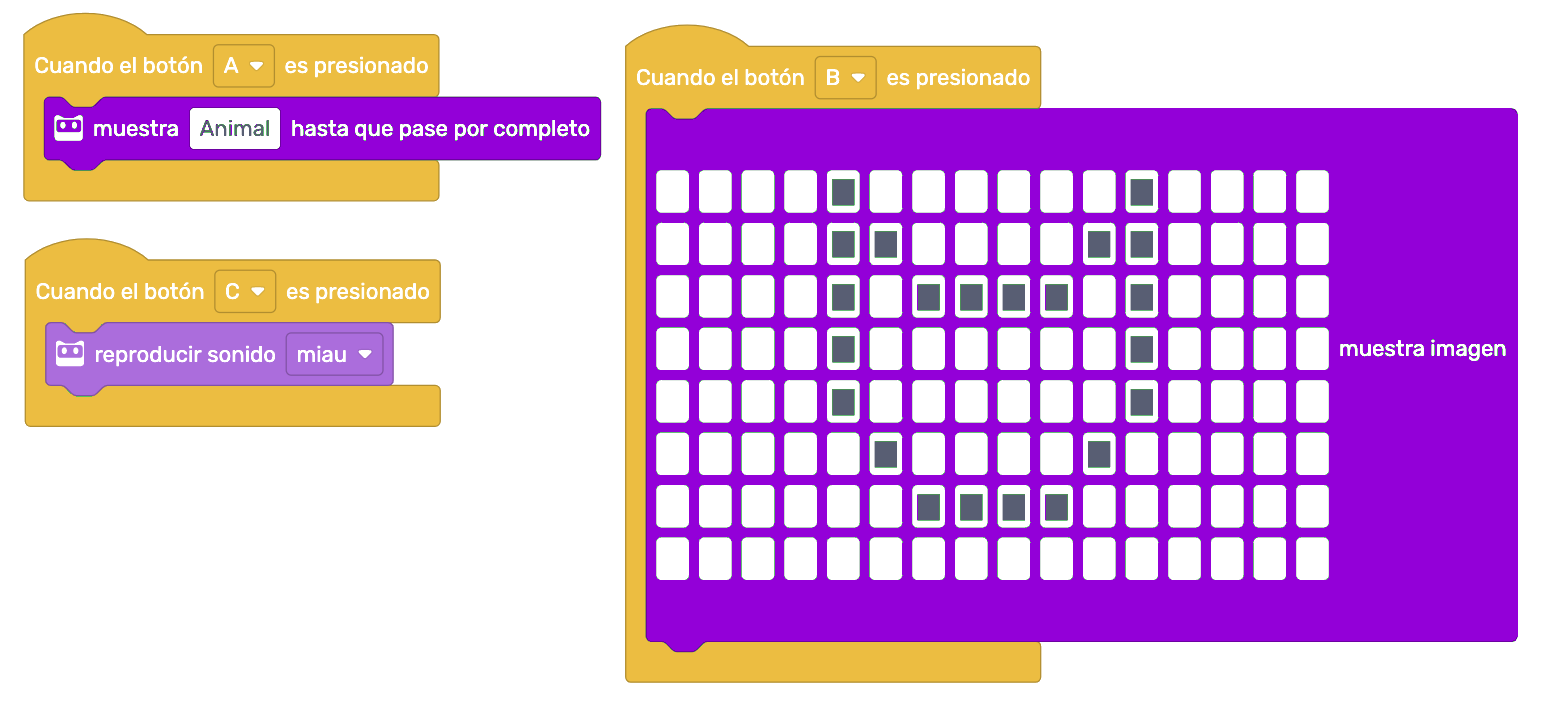 Cuando el botón A es presionado
muestra Animal hasta que pase por completo
Cuando el botón C es presionado
reproducir sonido miau
Cuando el botón B es presionado
muestra imagen